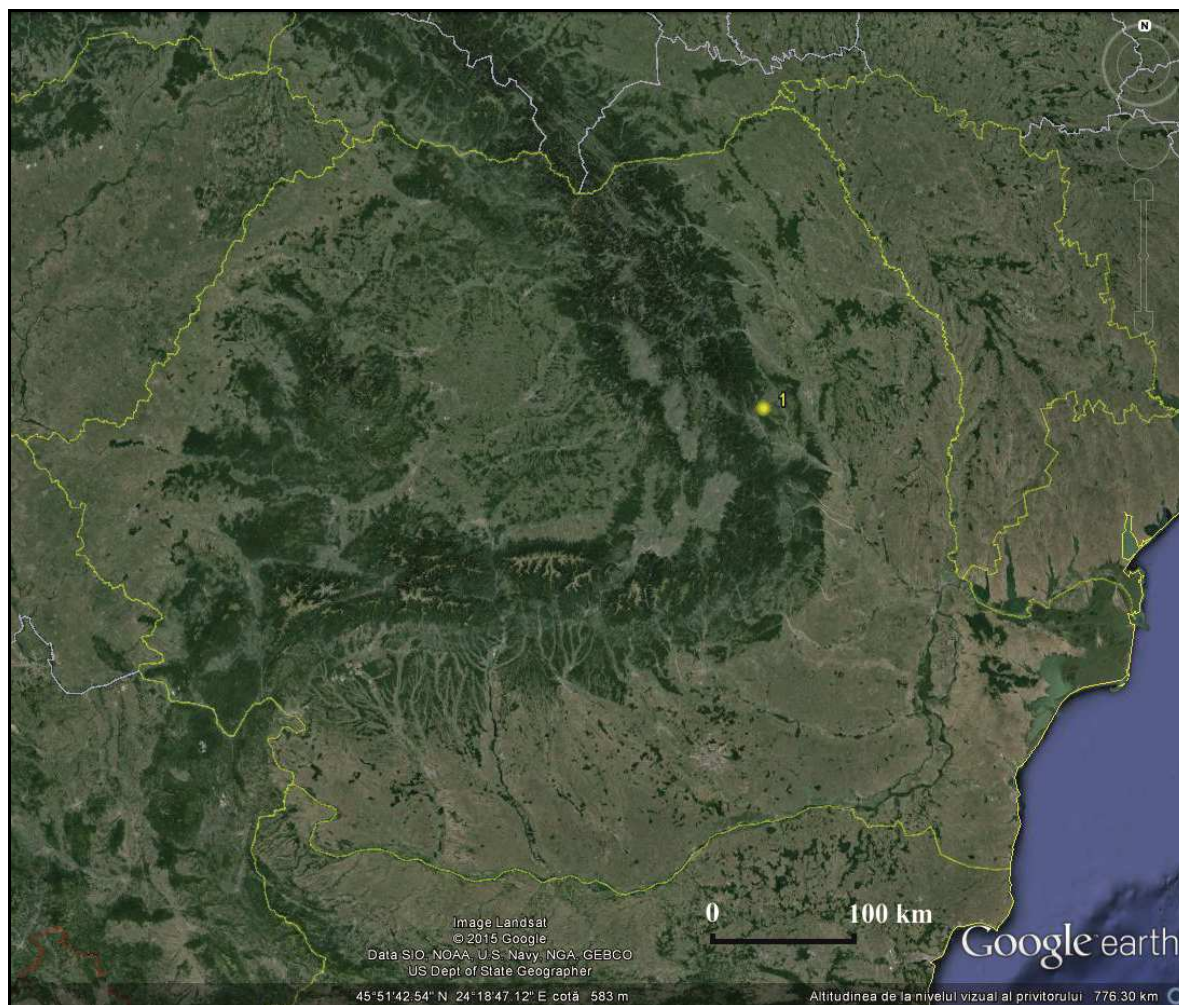 N
1
0 100 km
Image Landsat
© 2015 Google
Data SIO, NOAA, U.S. Navy, NGA, GEBCO
US Dept of State Geographer
Google earth
45°51'42.54" N 24°18'47.12" E cotă 583 m Altitudinea de la nivelul vizual al privitorului 776.30 km